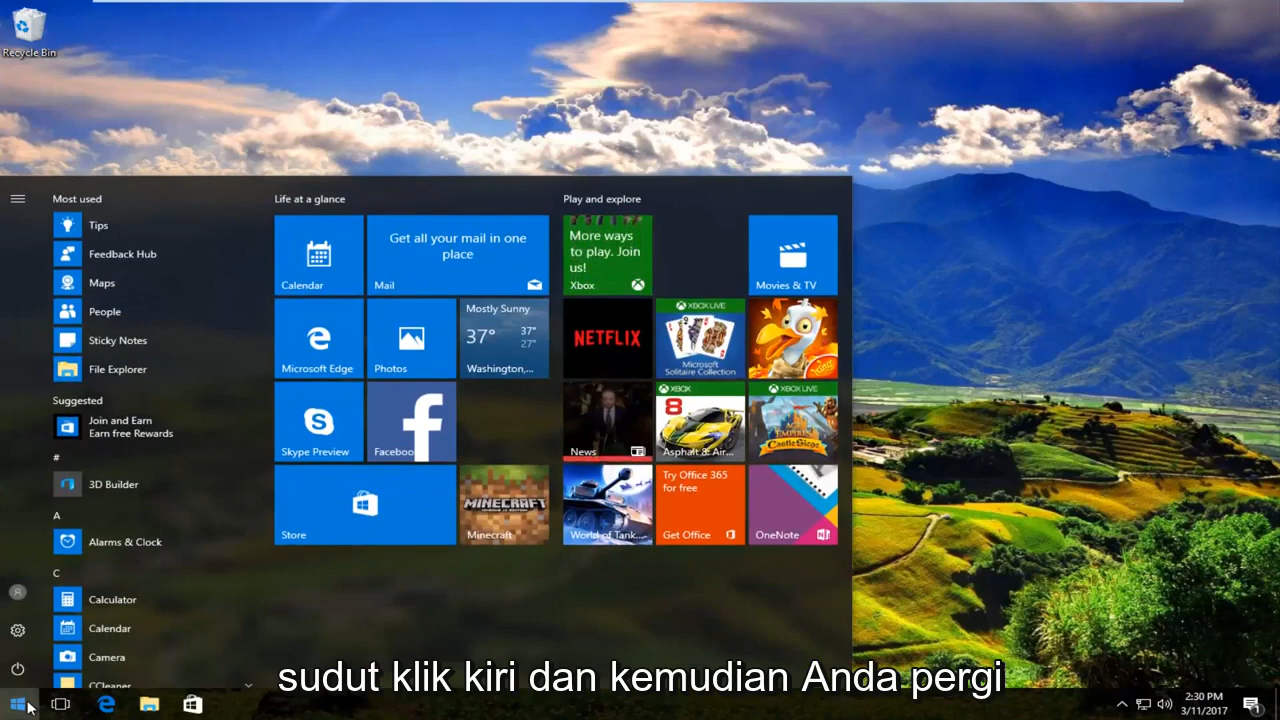 Recycle Bin
Most used
Tips
Feedback Hub
Maps
People
Sticky Notes
File Explorer
Suggested
Join and Earn
Earn free Rewards
#
3D Builder
A
Alarms & Clock
C
Calculator
Calendar
Camera
CCleaner
Life at a glance
Calendar
Get all your mail in one
place
Mail
Microsoft Edge
Photos
Mostly Sunny
37°
37°
27°
Washington,...
Skype Preview
Facebo
Store
MINECRAFT
Minecraft
Play and explore
More ways
to play. Join
us!
Xbox
Movies & TV
NETFLIX
XBOX LIVE
Microsoft
Solitaire Collection
News
XBOX
8
Asphalt 8: Air...
XBOX LIVE
AGE
EMPIRES
CastleSiege
World of Tank...
Try Office 365
for free
Get Office
OneNote
sudut klik kiri dan kemudian Anda pergi
2:30 PM
3/11/2017
1